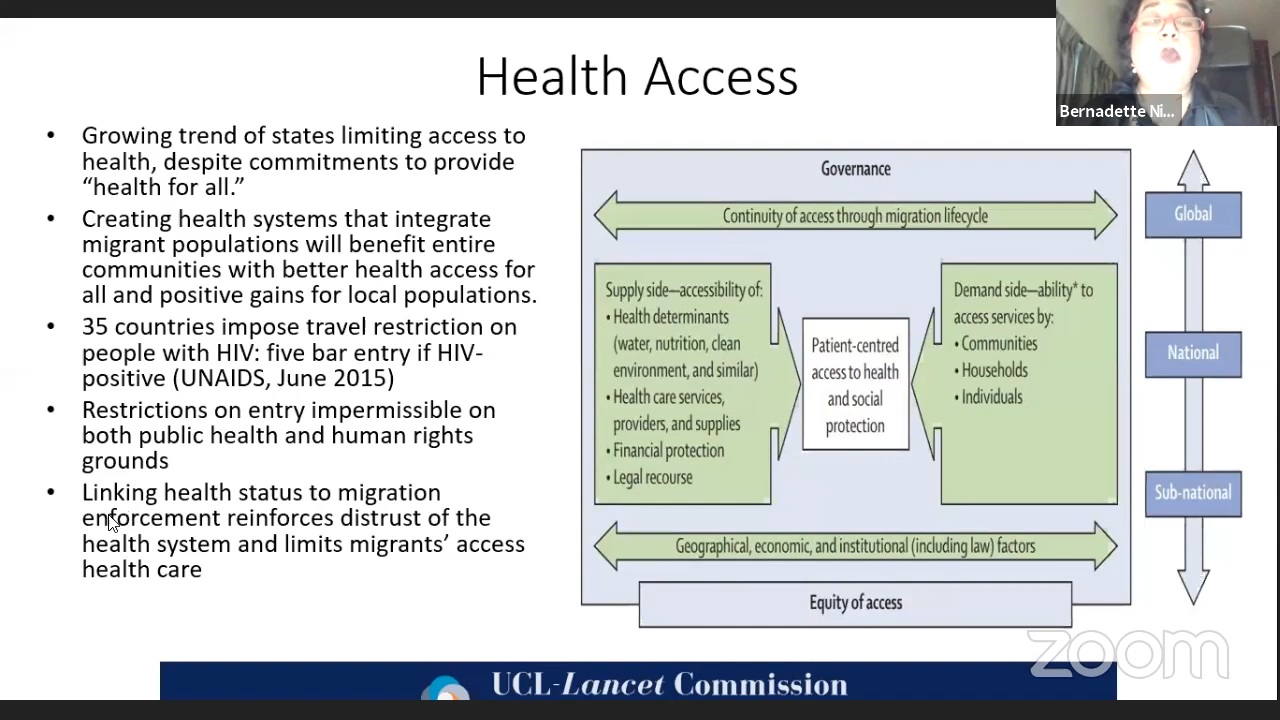 Health Access
Bernadette Ni...
• Growing trend of states limiting access to
health, despite commitments to provide
“health for all.”
• Creating health systems that integrate
migrant populations will benefit entire
communities with better health access for
all and positive gains for local populations.
• 35 countries impose travel restriction on
people with HIV: five bar entry if HIV-
positive (UNAIDS, June 2015)
• Restrictions on entry impermissible on
both public health and human rights
grounds
• Linking health status to migration
enforcement reinforces distrust of the
health system and limits migrants’ access
health care
Governance
Continuity of access through migration lifecycle
Supply side—accessibility of:
• Health determinants
(water, nutrition, clean
environment, and similar)
• Health care services,
providers, and supplies
• Financial protection
• Legal recourse
Patient-centred
access to health
and social
protection
Demand side—ability* to
access services by:
• Communities
• Households
• Individuals
Geographical, economic, and institutional (including law) factors
Equity of access
Global
National
Sub-national
zoom
UCL-Lancet Commission